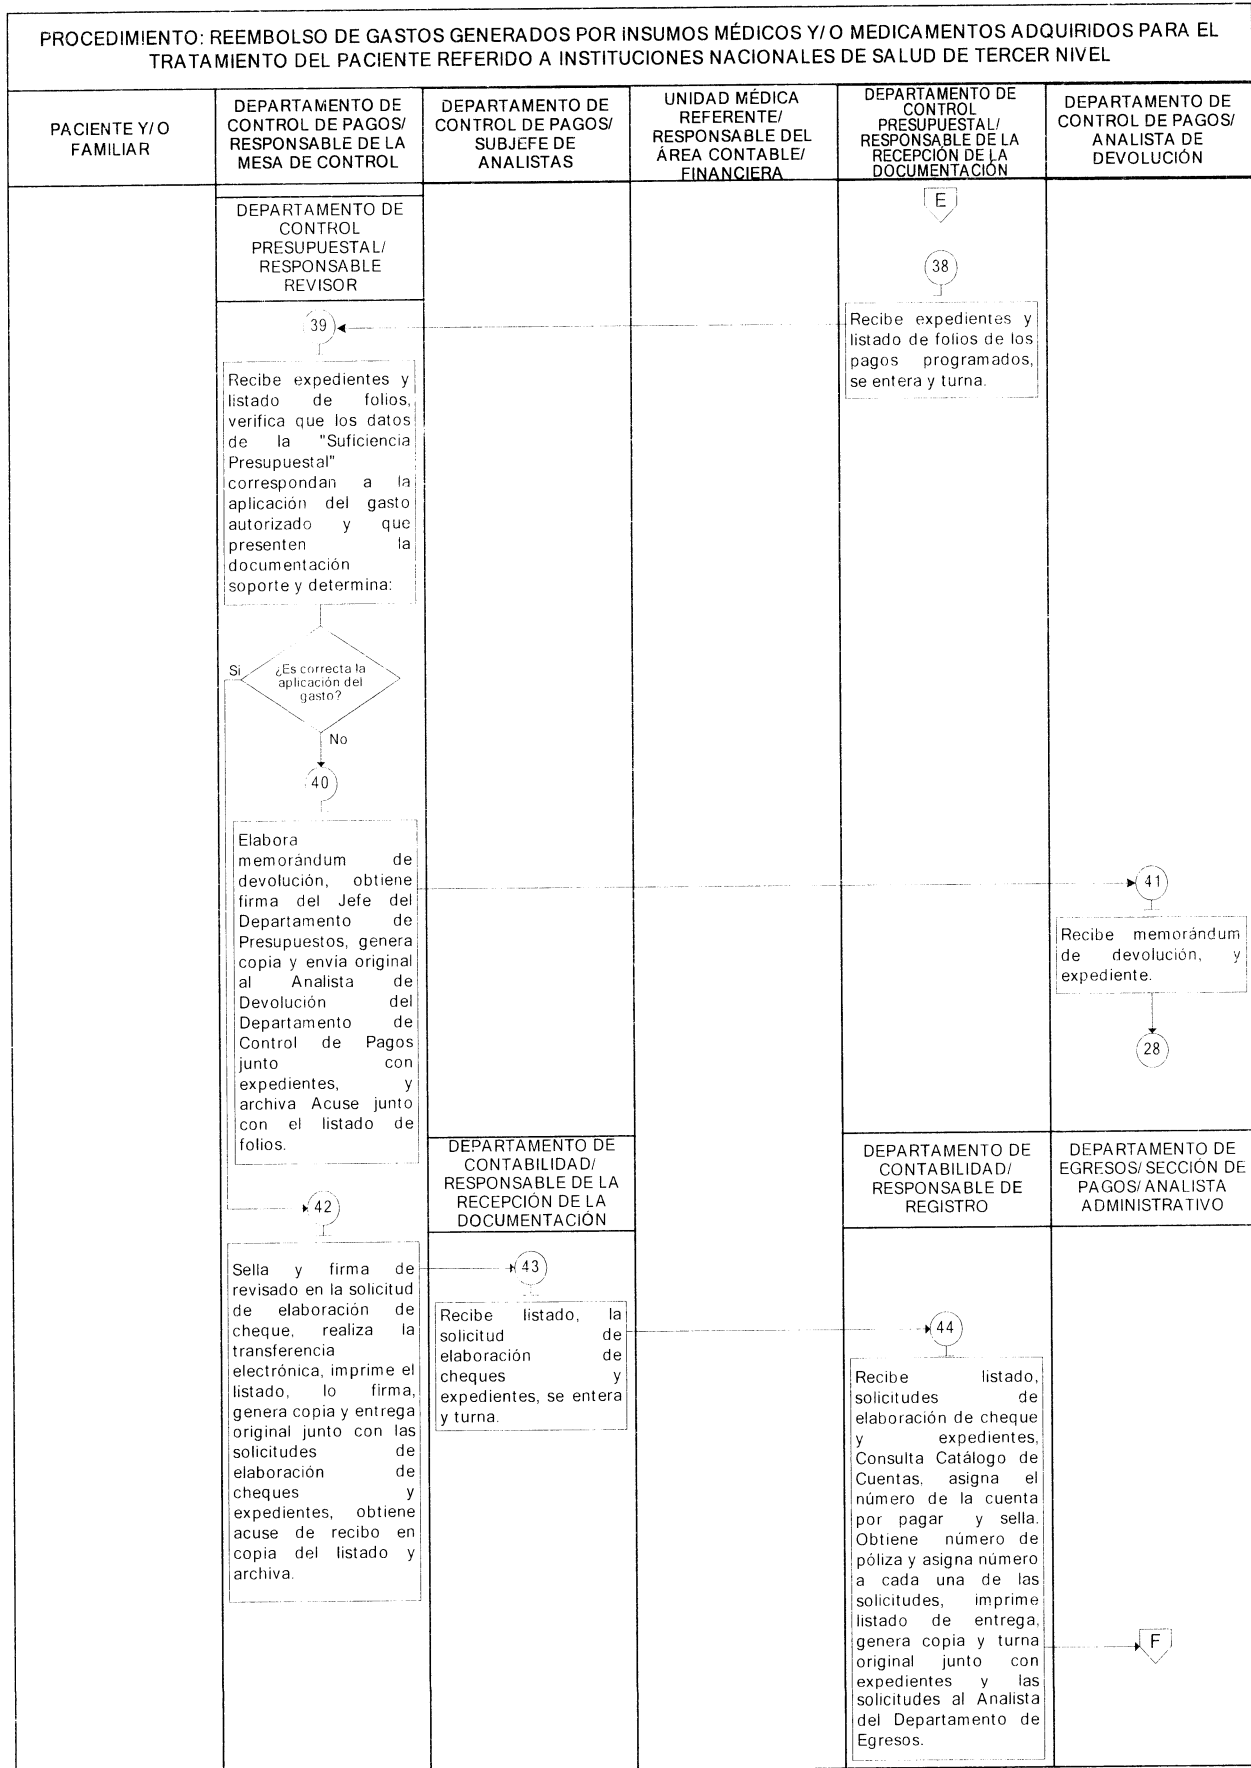 PROCEDIMIENTO: REEMBOLSO DE GASTOS GENERADOS POR INSUMOS MÉDICOS Y/O MEDICAMENTOS ADQUIRIDOS PARA EL
TRATAMIENTO DEL PACIENTE REFERIDO A INSTITUCIONES NACIONALES DE SALUD DE TERCER NIVEL
PACIENTE Y/O
FAMILIAR
DEPARTAMENTO DE
CONTROL DE PAGOS/
RESPONSABLE DE LA
MESA DE CONTROL
DEPARTAMENTO DE
CONTROL DE PAGOS/
SUBJEFE DE
ANALISTAS
UNIDAD MÉDICA
REFERENTE/
RESPONSABLE DEL
ÁREA CONTABLE/
FINANCIERA
DEPARTAMENTO DE
CONTROL
PRESUPUESTAL/
RESPONSABLE DE LA
RECEPCIÓN DE LA
DOCUMENTACIÓN
DEPARTAMENTO DE
CONTROL DE PAGOS/
ANALISTA DE
DEVOLUCIÓN
E
38
Recibe expedientes y
listado de folios de los
pagos programados,
se entera y turna.
DEPARTAMENTO DE
CONTROL
PRESUPUESTAL/
RESPONSABLE
REVISOR
39
Recibe expedientes y
listado de folios,
verifica que los datos
de la "Suficiencia
Presupuestal"
correspondan a la
aplicación del gasto
autorizado y que
presenten la
documentación
soporte y determina:
Si
¿Es correcta la
aplicación del
gasto?
No
40
Elabora
memorándum de
devolución, obtiene
firma del Jefe del
Departamento de
Presupuestos, genera
copia y envía original
al Analista de
Devolución del
Departamento de
Control de Pagos
junto con
expedientes, y
archiva Acuse junto
con el listado de
folios.
41
Recibe memorándum
de devolución, y
expediente.
28
42
Sella y firma de
revisado en la solicitud
de elaboración de
cheque, realiza la
transferencia
electrónica, imprime el
listado, lo firma,
genera copia y entrega
original junto con las
solicitudes de
elaboración de
cheques y
expedientes, obtiene
acuse de recibo en
copia del listado y
archiva.
DEPARTAMENTO DE
CONTABILIDAD/
RESPONSABLE DE LA
RECEPCIÓN DE LA
DOCUMENTACIÓN
43
Recibe listado, la
solicitud de
elaboración de
cheques y
expedientes, se entera
y turna.
DEPARTAMENTO DE
CONTABILIDAD/
RESPONSABLE DE
REGISTRO
44
Recibe listado,
solicitudes de
elaboración de cheque
y expedientes,
Consulta Catálogo de
Cuentas, asigna el
número de la cuenta
por pagar y sella.
Obtiene número de
póliza y asigna número
a cada una de las
solicitudes, imprime
listado de entrega,
genera copia y turna
original junto con
expedientes y las
solicitudes al Analista
del Departamento de
Egresos.
DEPARTAMENTO DE
EGRESOS/SECCIÓN DE
PAGOS/ANALISTA
ADMINISTRATIVO
F